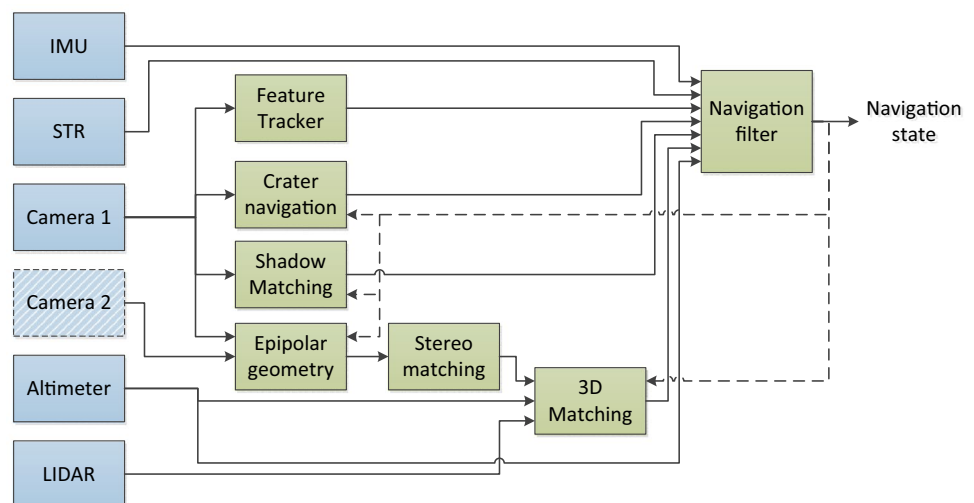 IMU
STR
Camera 1
Camera 2
Altimeter
LIDAR
Feature
Tracker
Crater
navigation
Shadow
Matching
Epipolar
geometry
Stereo
matching
3D
Matching
Navigation
filter
Navigation
state